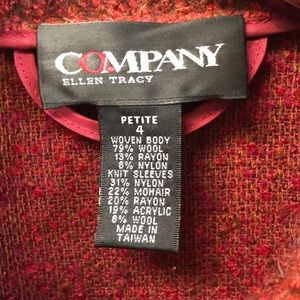 COMPANY
ELLEN TRACY
PETITE
4
WOVEN BODY
79% WOOL
13% RAYON
8% NYLON
KNIT SLEEVES
31% NYLON
22% MOHAIR
20% RAYON
19% ACRYLIC
8% WOOL
MADE IN
TAIWAN